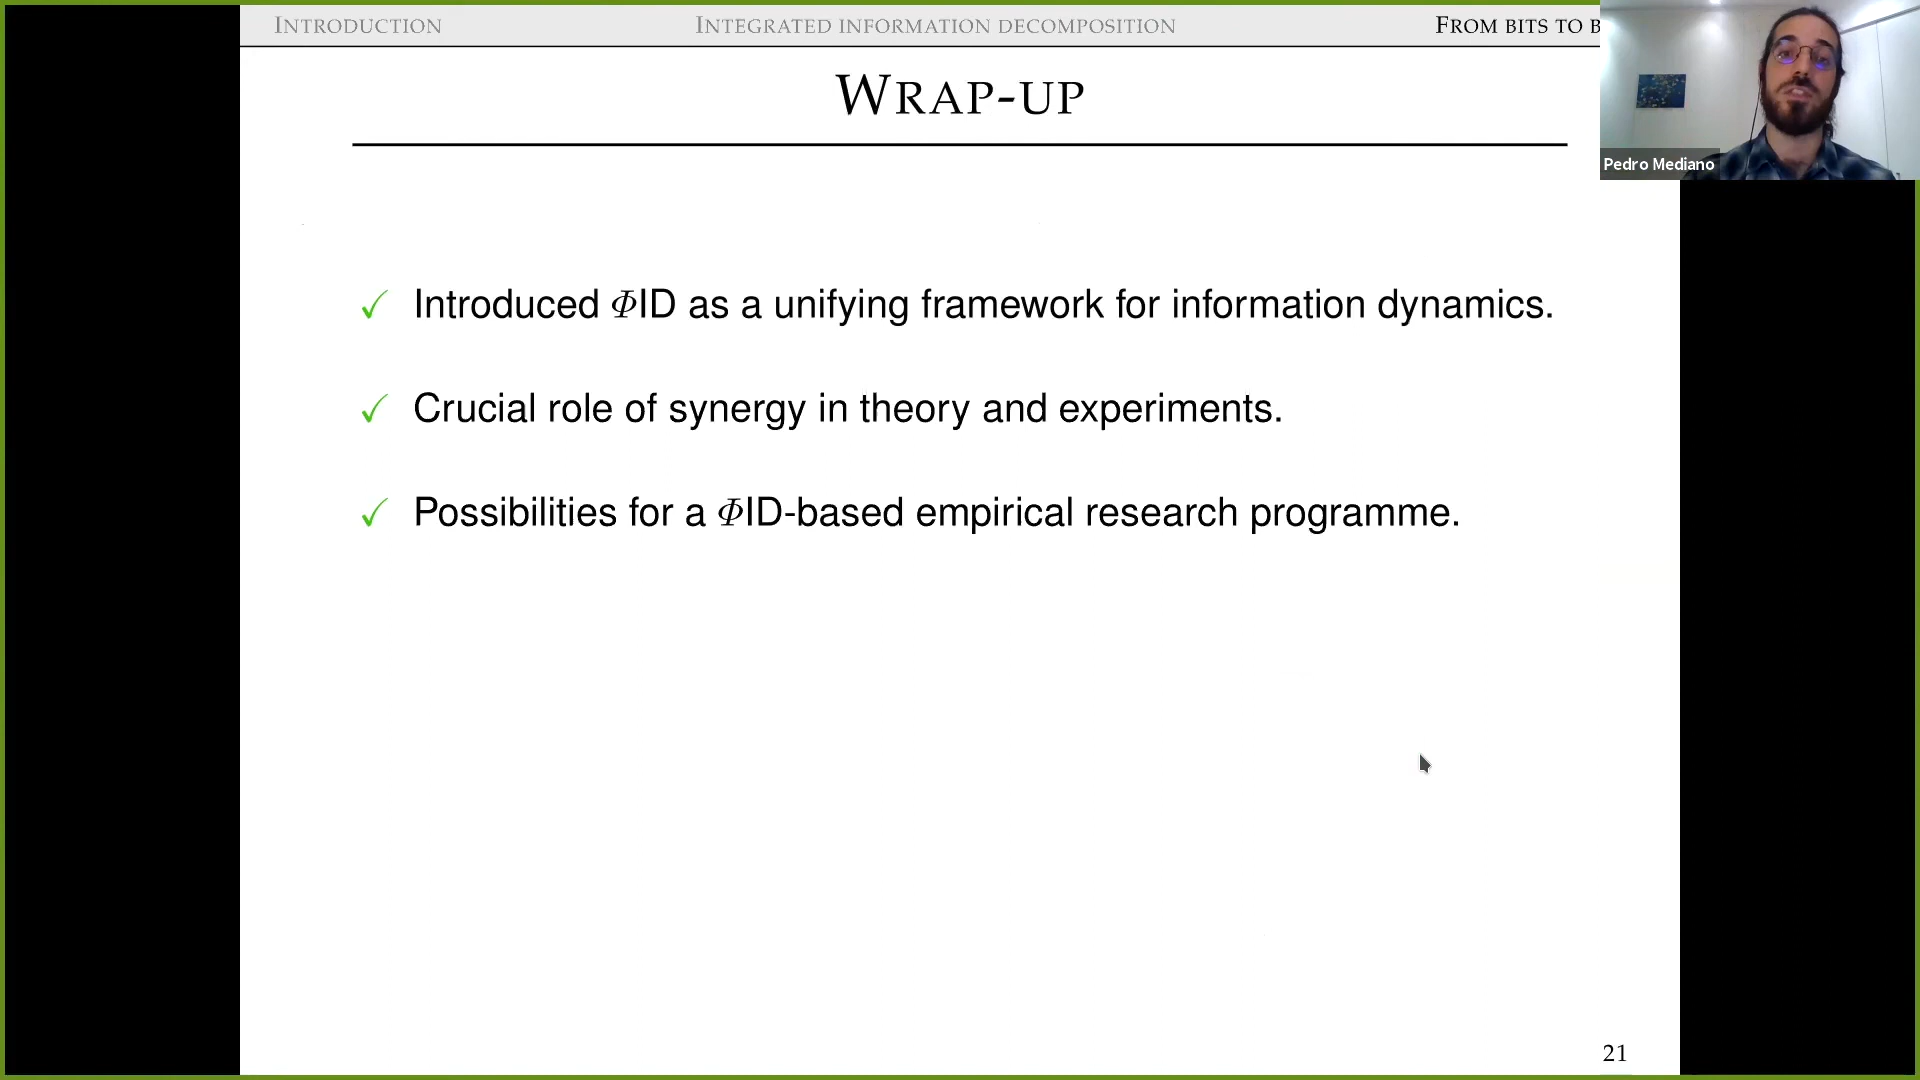 INTRODUCTION
INTEGRATED INFORMATION DECOMPOSITION
FROM BITS TO B
Pedro Mediano
WRAP-UP
✓ Introduced ΦID as a unifying framework for information dynamics.
✓ Crucial role of synergy in theory and experiments.
✓ Possibilities for a ΦID-based empirical research programme.
21